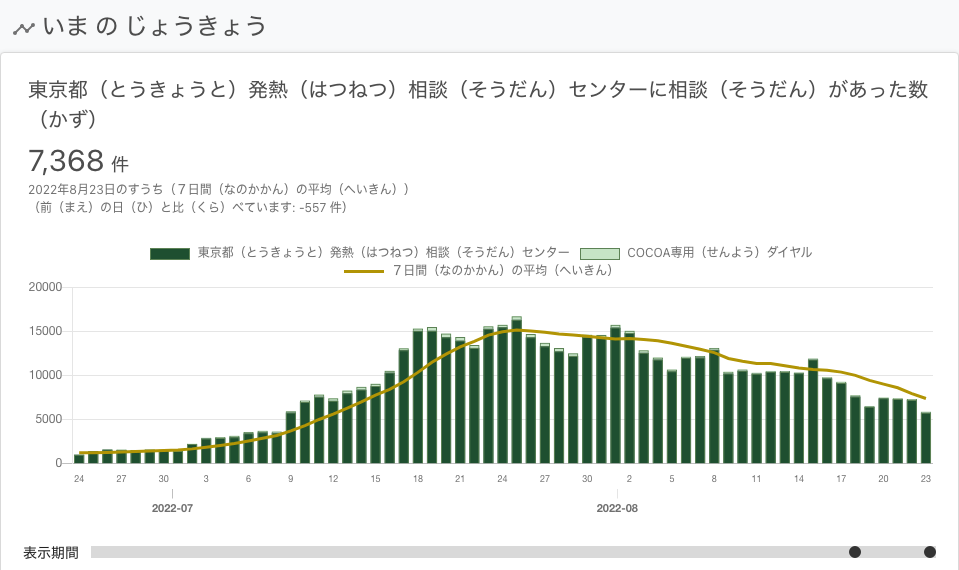 いま の じょうきょう
東京都（とうきょうと）発熱（はつねつ）相談（そうだん）センターに相談（そうだん）があった数
（かず）
7,368 件
2022年8月23日のすうち（７日間（なのかかん）の平均（へいきん））
（前（まえ）の日（ひ）と比（くら）べています: -557 件）
東京都（とうきょうと）発熱（はつねつ）相談（そうだん）センター COCOA専用（せんよう）ダイヤル
７日間（なのかかん）の平均（へいきん）
20000
15000
10000
5000
0
24 27 30 3 6 9 12 15 18 21 24 27 30 2 5 8 11 14 17 20 23
2022-07 2022-08
表示期間